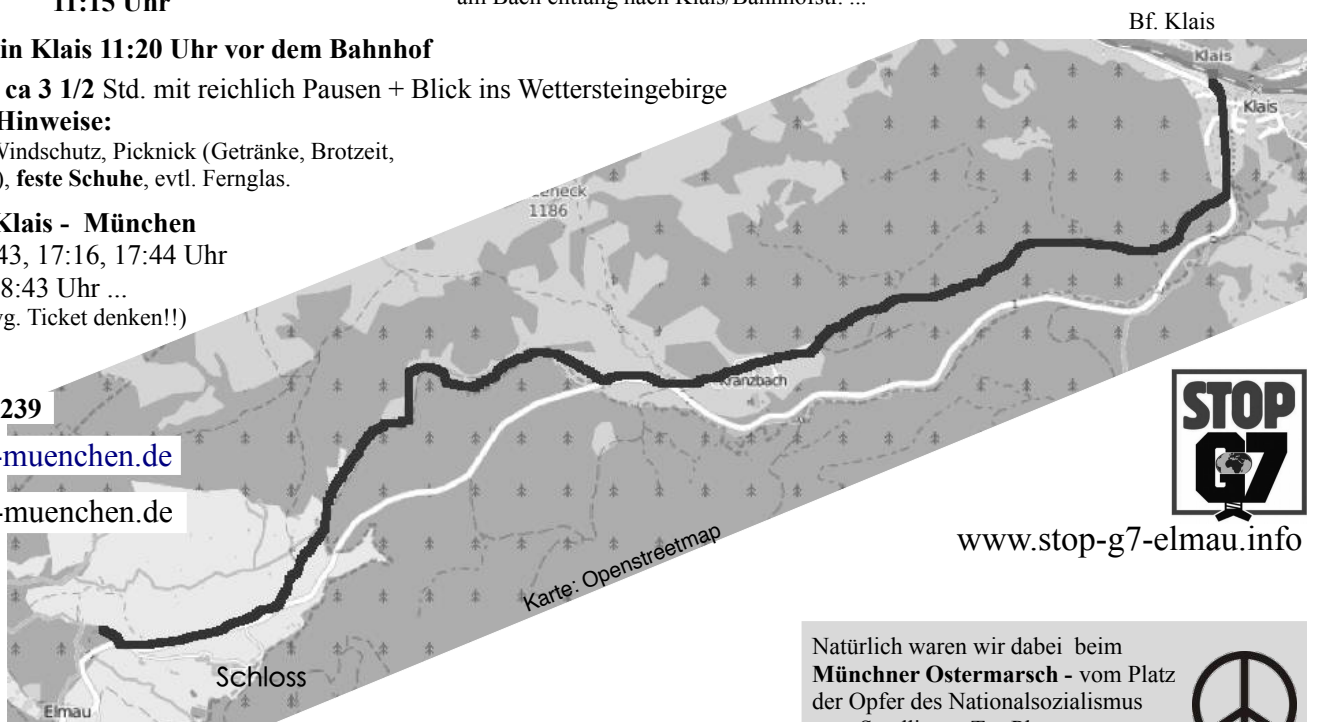 11:15 Uhr
am Bach entlang nach Klais/Bahnhofstr. ...
Bf. Klais
in Klais 11:20 Uhr vor dem Bahnhof
ca 3 1/2 Std. mit reichlich Pausen + Blick ins Wettersteingebirge
Hinweise:
Windschutz, Picknick (Getränke, Brotzeit,
), feste Schuhe, evtl. Fernglas.
Klais - München
43, 17:16, 17:44 Uhr
8:43 Uhr ...
g. Ticket denken!!)
239
-muenchen.de
-muenchen.de
Klais
Klais
eneck
1186
Kranzbach
Karte: Openstreetmap
Schloss
Elmau
STOP
G7
www.stop-g7-elmau.info
Natürlich waren wir dabei beim
Münchner Ostermarsch - vom Platz
der Opfer des Nationalsozialismus